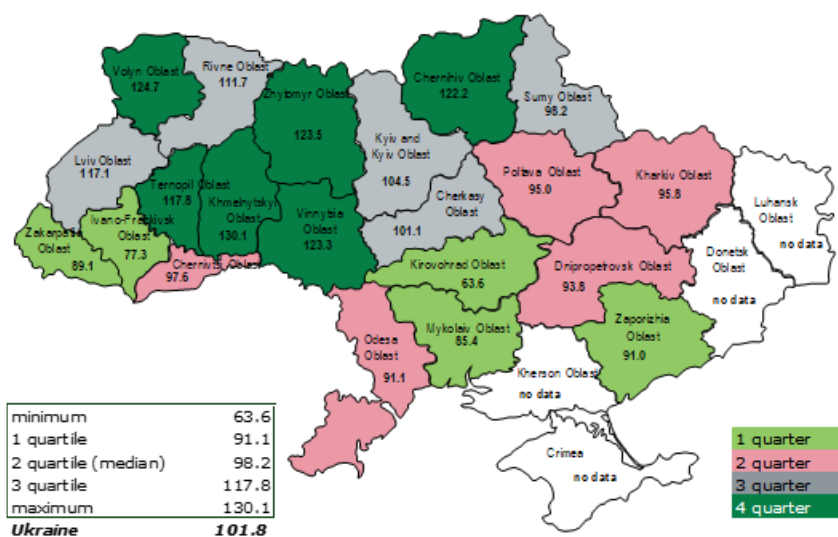 Volyn Oblast
124.7
Rivne Oblast
111.7
Zhytomyr Oblast
123.5
Chernihiv Oblast
122.2
Sumy Oblast
98.2
Kyiv and
Kyiv Oblast
104.5
Lviv Oblast
117.1
Ternopil Oblast
117.8
Khmelnytskyi
Oblast
130.1
Vinnytsia
Oblast
123.3
Cherkasy
Oblast
101.1
Poltava Oblast
95.0
Kharkiv Oblast
95.8
Luhansk
Oblast
no data
Donetsk
Oblast
no data
Zakarpattia
Oblast
89.1
Ivano-Frankivsk
Oblast
77.3
Chernivtsi Oblast
97.6
Kirovohrad Oblast
63.6
Dnipropetrovsk Oblast
93.8
Zaporizhia
Oblast
91.0
Mykolaiv Oblast
85.4
Odesa
Oblast
91.1
Kherson Oblast
no data
Crimea
no data
minimum 63.6
1 quartile 91.1
2 quartile (median) 98.2
3 quartile 117.8
maximum 130.1
Ukraine 101.8
1 quarter
2 quarter
3 quarter
4 quarter